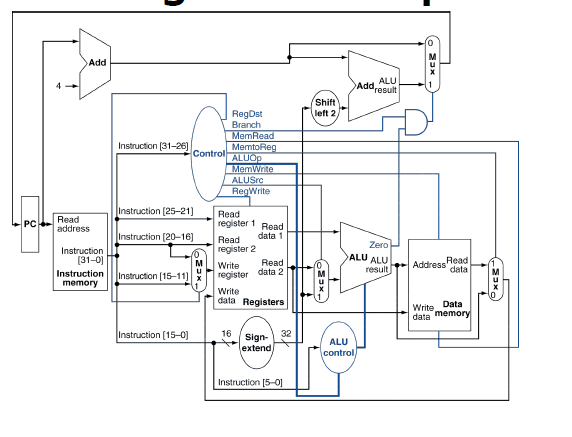 Add
4
Add
ALU
result
0
M
u
x
1
Shift
left 2
RegDst
Branch
MemRead
MemtoReg
ALUOp
MemWrite
ALUSrc
RegWrite
Control
Instruction [31–26]
Instruction [25–21]
Instruction [20–16]
Instruction [15–11]
Instruction [15–0]
Instruction [5–0]
PC
Read
address
Instruction
[31–0]
Instruction
memory
0
M
u
x
1
Read
register 1
Read
register 2
Write
register
Write
data
Read
data 1
Read
data 2
Registers
0
M
u
x
1
Zero
ALU
ALU
result
Address
Read
data
Write
data
Data
memory
1
M
u
x
0
16
Sign-
extend
32
ALU
control